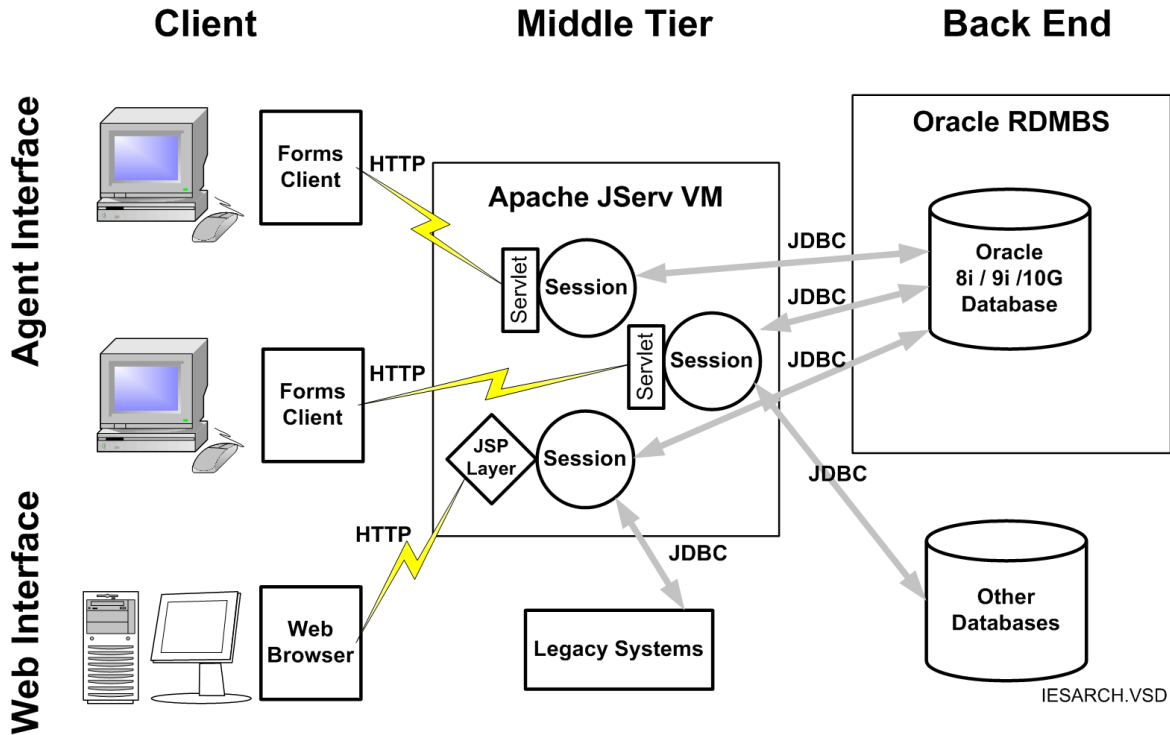 Client
Middle Tier
Back End
Agent Interface
Web Interface
Forms
Client
HTTP
Forms
Client
HTTP
Web
Browser
HTTP
Apache JServ VM
Servlet
Session
Servlet
Session
JSP
Layer
Session
JDBC
JDBC
JDBC
JDBC
JDBC
Legacy Systems
Oracle RDMBS
Oracle
8i / 9i /10G
Database
Other
Databases
IESARCH.VSD